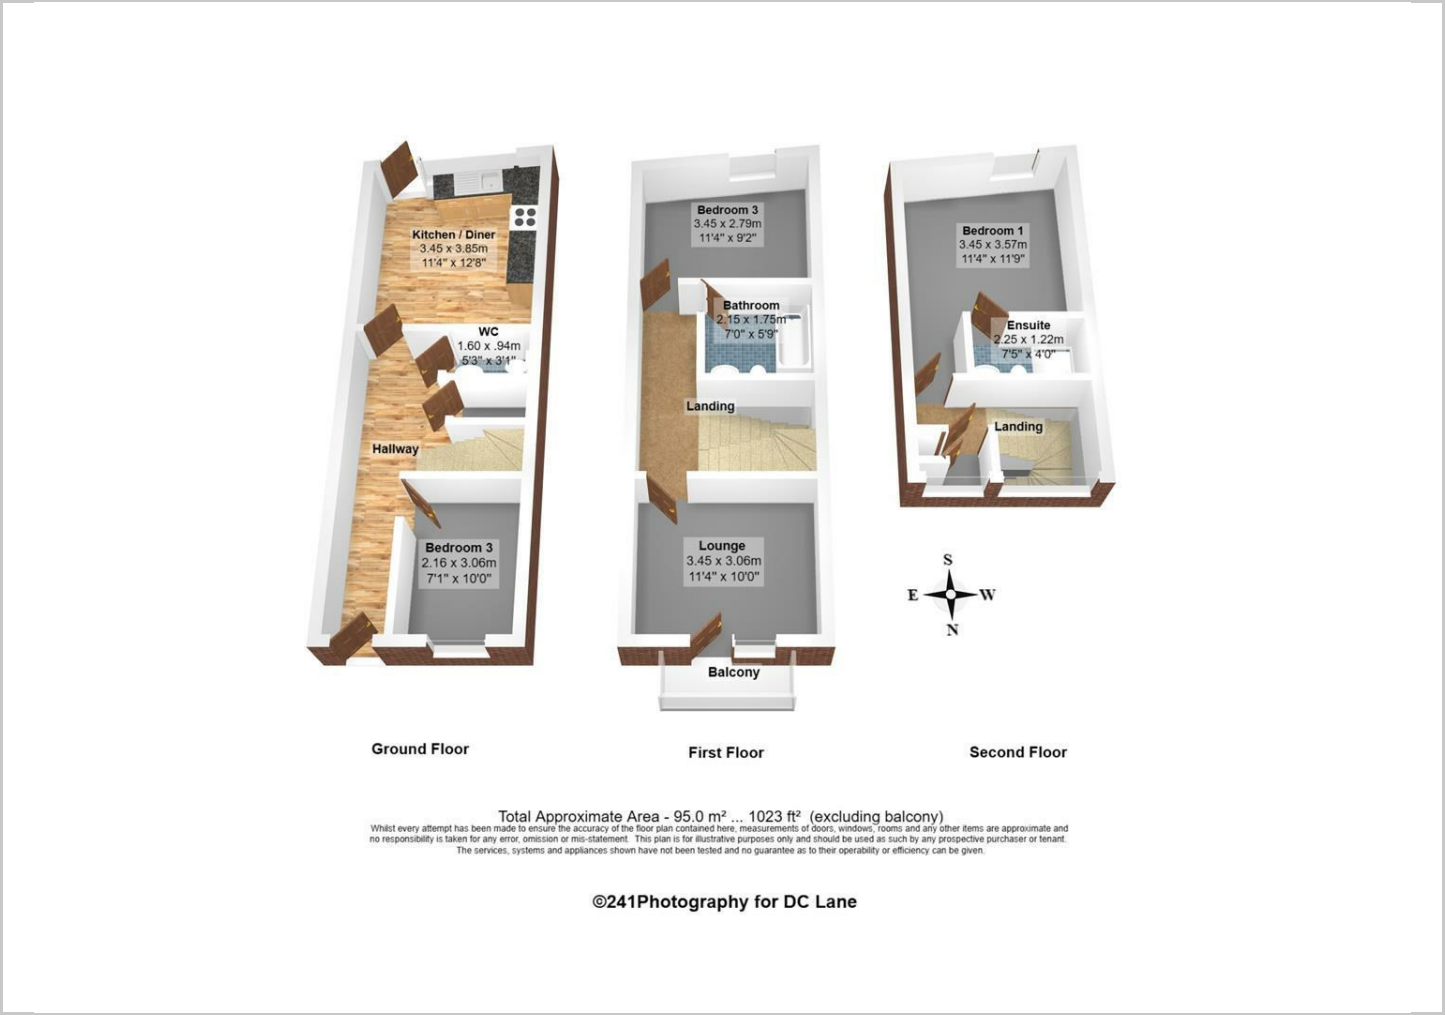 Kitchen / Diner
3.45 x 3.85m
11'4" x 12'8"
WC
1.60 x .94m
5'3" x 3'1"
Hallway
Bedroom 3
2.16 x 3.06m
7'1" x 10'0"
Bedroom 3
3.45 x 2.79m
11'4" x 9'2"
Bathroom
2.15 x 1.75m
7'0" x 5'9"
Landing
Lounge
3.45 x 3.06m
11'4" x 10'0"
Balcony
Bedroom 1
3.45 x 3.57m
11'4" x 11'9"
Ensuite
2.25 x 1.22m
7'5" x 4'0"
Landing
S
E W
N
Ground Floor
First Floor
Second Floor
Total Approximate Area - 95.0 m² ... 1023 ft² (excluding balcony)
Whilst every attempt has been made to ensure the accuracy of the floor plan contained here, measurements of doors, windows, rooms and any other items are approximate and
no responsibility is taken for any error, omission or mis-statement. This plan is for illustrative purposes only and should be used as such by any prospective purchaser or tenant.
The services, systems and appliances shown have not been tested and no guarantee as to their operability or efficiency can be given.
©241Photography for DC Lane